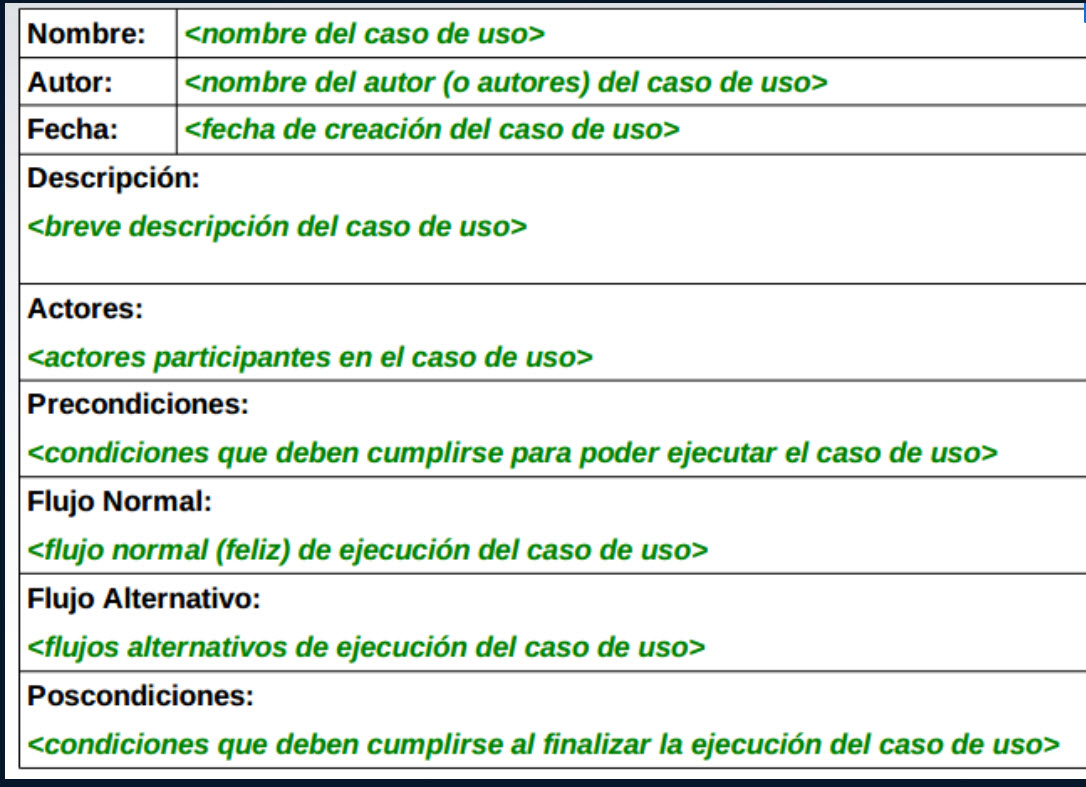 Nombre: <nombre del caso de uso>
Autor: <nombre del autor (o autores) del caso de uso>
Fecha: <fecha de creación del caso de uso>
Descripción:
<breve descripción del caso de uso>
Actores:
<actores participantes en el caso de uso>
Precondiciones:
<condiciones que deben cumplirse para poder ejecutar el caso de uso>
Flujo Normal:
<flujo normal (feliz) de ejecución del caso de uso>
Flujo Alternativo:
<flujos alternativos de ejecución del caso de uso>
Poscondiciones:
<condiciones que deben cumplirse al finalizar la ejecución del caso de uso>